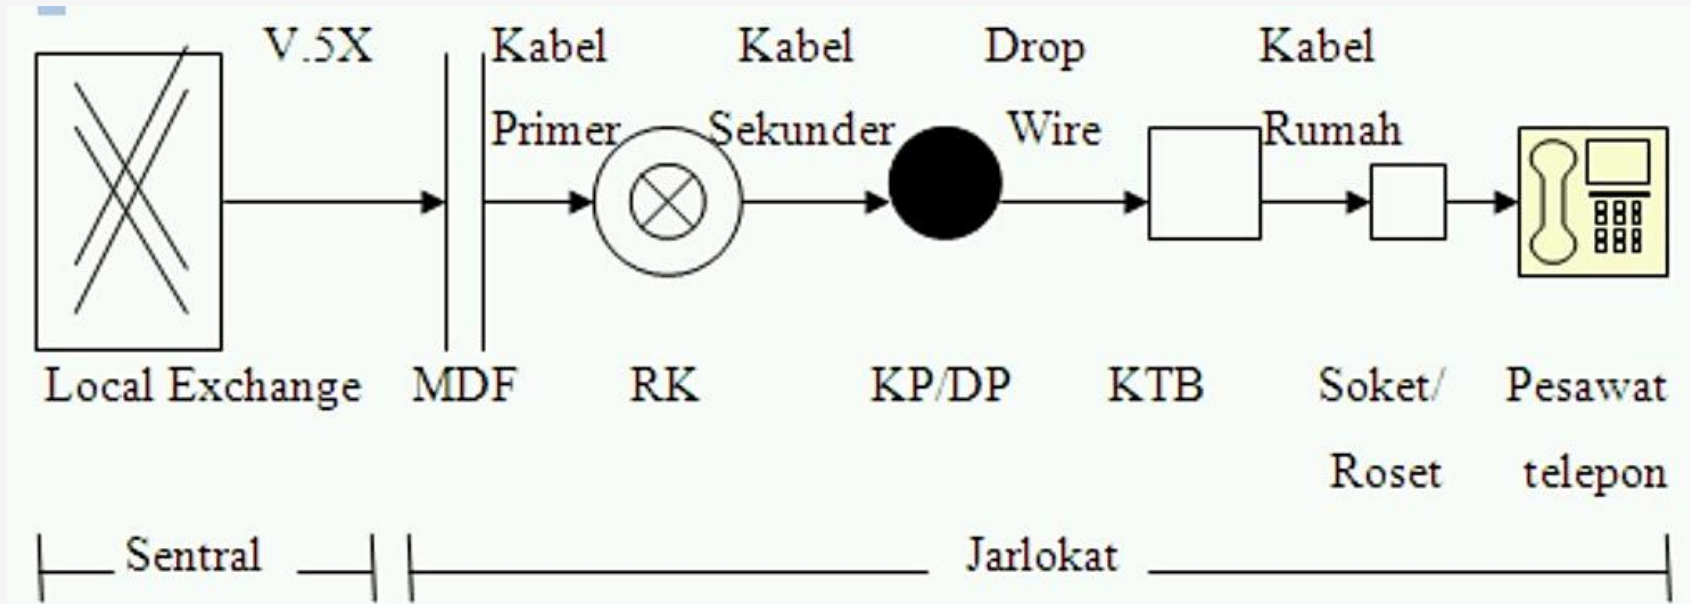 V.5X Kabel Kabel Drop Kabel
Primer Sekunder Wire Rumah
Local Exchange MDF RK KP/DP KTB Soket/ Pesawat
Roset telepon
Sentral Jarlokat